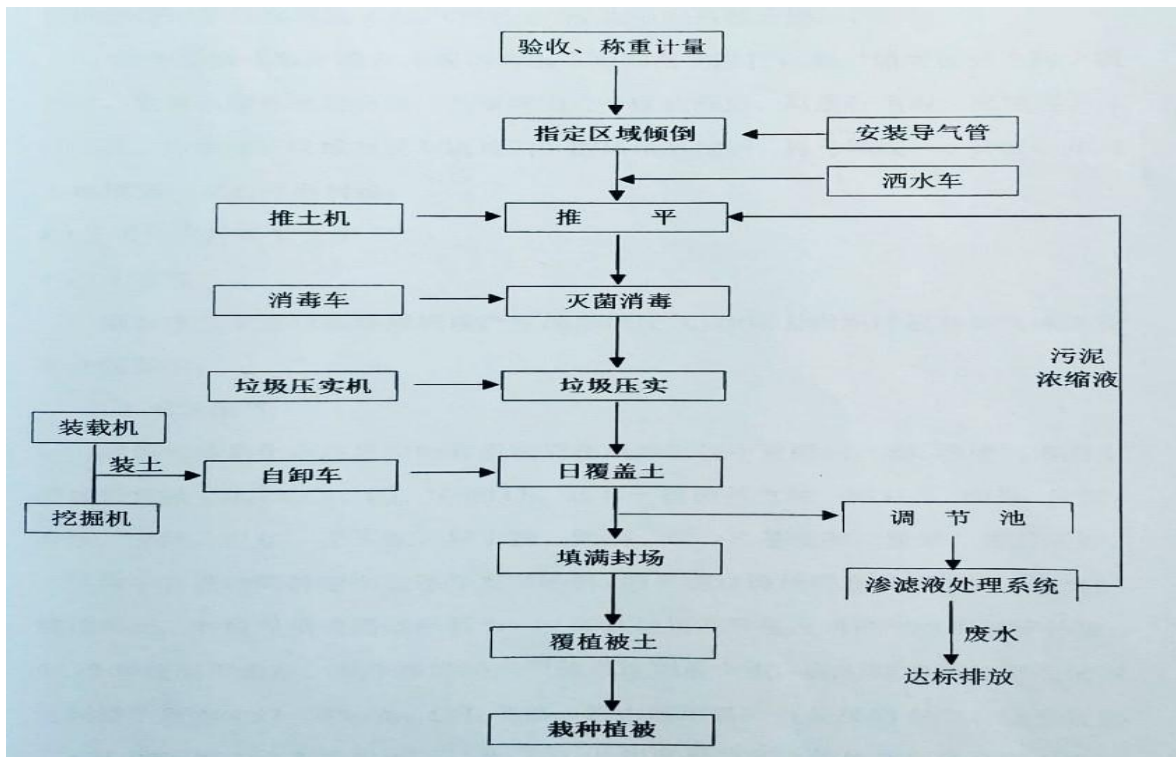 验收、称重计量
指定区域倾倒
安装导气管
洒水车
推土机
推 平
消毒车
灭菌消毒
污泥
浓缩液
垃圾压实机
垃圾压实
装载机
装土
自卸车
日覆盖土
挖掘机
调 节 池
填满封场
渗滤液处理系统
废水
覆植被土
达标排放
栽种植被